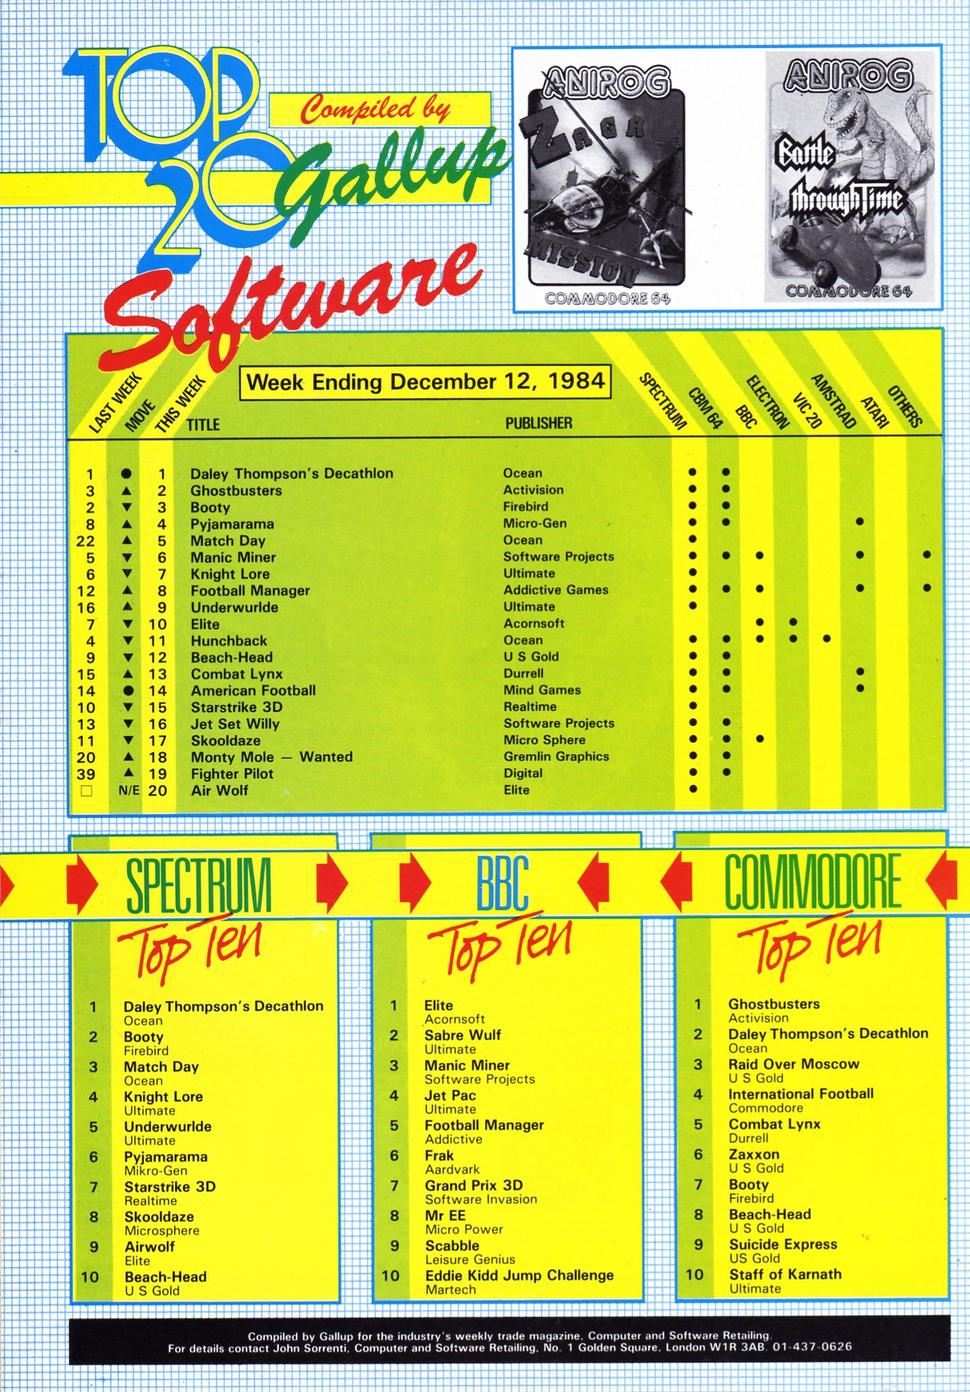 TOP
20
Compiled by
Gallup
Software
ANIROG
ZAGA
MISSION
COMMODORE 64
ANIROG
Battle
through Time
COMMODORE 64
LAST WEEK MOVE THIS WEEK
Week Ending December 12, 1984
SPECTRUM CBM 64 BBC ELECTRON VIC 20 AMSTRAD ATARI OTHERS
TITLE PUBLISHER
1 ● 1 Daley Thompson's Decathlon Ocean ● ●
3 ▲ 2 Ghostbusters Activision ● ●
2 ▼ 3 Booty Firebird ● ●
8 ▲ 4 Pyjamarama Micro-Gen ● ● ●
22 ▲ 5 Match Day Ocean ●
5 ▼ 6 Manic Miner Software Projects ● ● ● ● ●
6 ▼ 7 Knight Lore Ultimate ●
12 ▲ 8 Football Manager Addictive Games ● ● ● ● ●
16 ▲ 9 Underwurlde Ultimate ●
7 ▼ 10 Elite Acornsoft ● ●
4 ▼ 11 Hunchback Ocean ● ● ● ● ●
9 ▼ 12 Beach-Head U S Gold ● ●
15 ▲ 13 Combat Lynx Durrell ● ● ●
14 ● 14 American Football Mind Games ● ● ●
10 ▼ 15 Starstrike 3D Realtime ●
13 ▼ 16 Jet Set Willy Software Projects ● ●
11 ▼ 17 Skooldaze Micro Sphere ● ● ●
20 ▲ 18 Monty Mole — Wanted Gremlin Graphics ● ●
39 ▲ 19 Fighter Pilot Digital ● ●
□ N/E 20 Air Wolf Elite ●
SPECTRUM
Top Ten
1 Daley Thompson's Decathlon
Ocean
2 Booty
Firebird
3 Match Day
Ocean
4 Knight Lore
Ultimate
5 Underwurlde
Ultimate
6 Pyjamarama
Mikro-Gen
7 Starstrike 3D
Realtime
8 Skooldaze
Microsphere
9 Airwolf
Elite
10 Beach-Head
U S Gold
BBC
Top Ten
1 Elite
Acornsoft
2 Sabre Wulf
Ultimate
3 Manic Miner
Software Projects
4 Jet Pac
Ultimate
5 Football Manager
Addictive
6 Frak
Aardvark
7 Grand Prix 3D
Software Invasion
8 Mr EE
Micro Power
9 Scabble
Leisure Genius
10 Eddie Kidd Jump Challenge
Martech
COMMODORE
Top Ten
1 Ghostbusters
Activision
2 Daley Thompson's Decathlon
Ocean
3 Raid Over Moscow
U S Gold
4 International Football
Commodore
5 Combat Lynx
Durrell
6 Zaxxon
U S Gold
7 Booty
Firebird
8 Beach-Head
U S Gold
9 Suicide Express
US Gold
10 Staff of Karnath
Ultimate
Compiled by Gallup for the industry's weekly trade magazine, Computer and Software Retailing.
For details contact John Sorrenti, Computer and Software Retailing, No. 1 Golden Square, London W1R 3AB. 01-437-0626